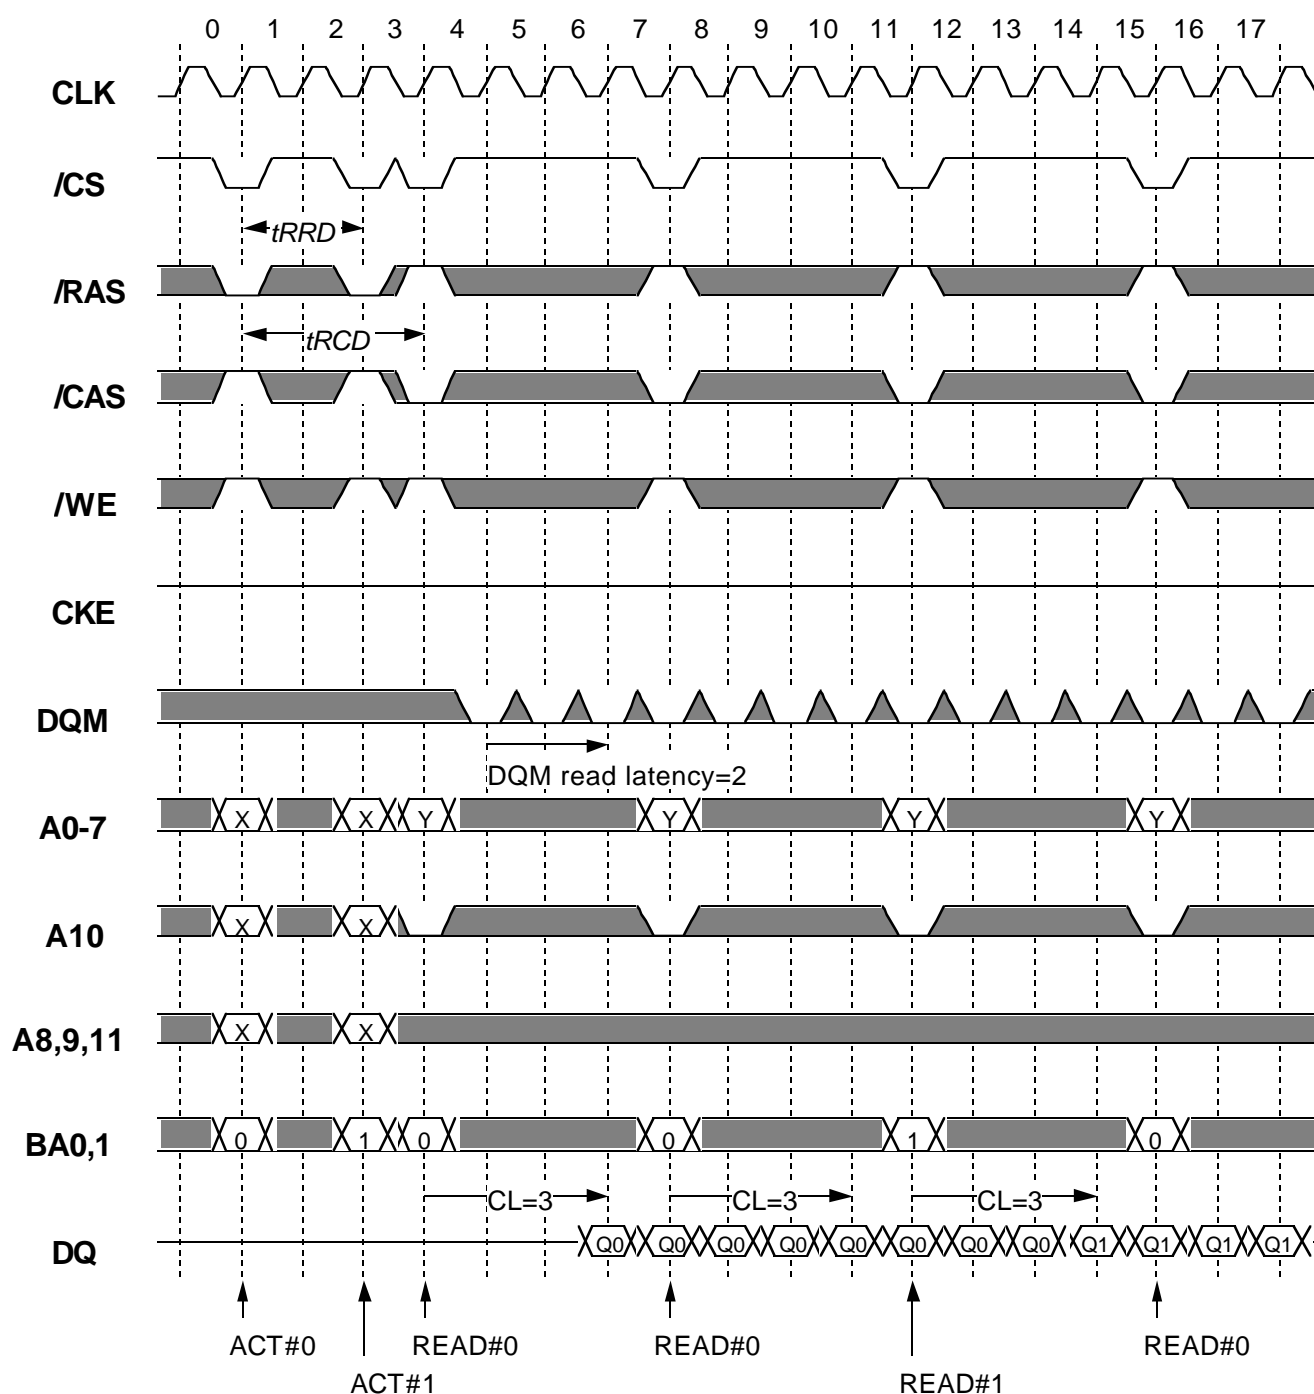 0 1 2 3 4 5 6 7 8 9 10 11 12 13 14 15 16 17
CLK
/CS
tRRD
/RAS
tRCD
/CAS
/WE
CKE
DQM
DQM read latency=2
A0-7 X X Y Y Y Y
A10 X X
A8,9,11 X X
BA0,1 0 1 0 0 1 0
CL=3 CL=3 CL=3
DQ Q0 Q0 Q0 Q0 Q0 Q0 Q0 Q0 Q1 Q1 Q1 Q1
ACT#0 READ#0 READ#0 READ#0
ACT#1 READ#1